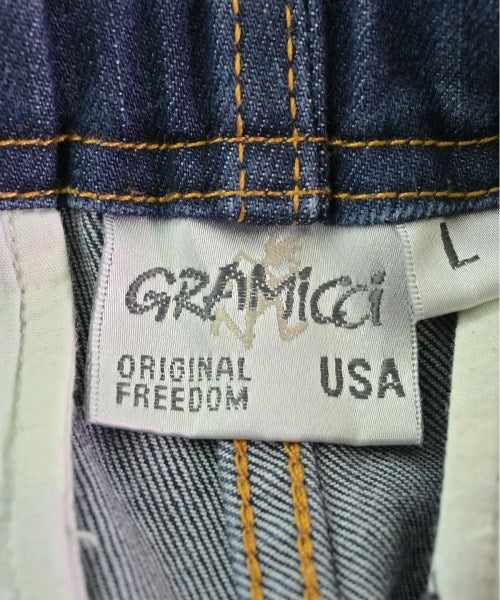 GRAMicci
ORIGINAL
FREEDOM
USA
L